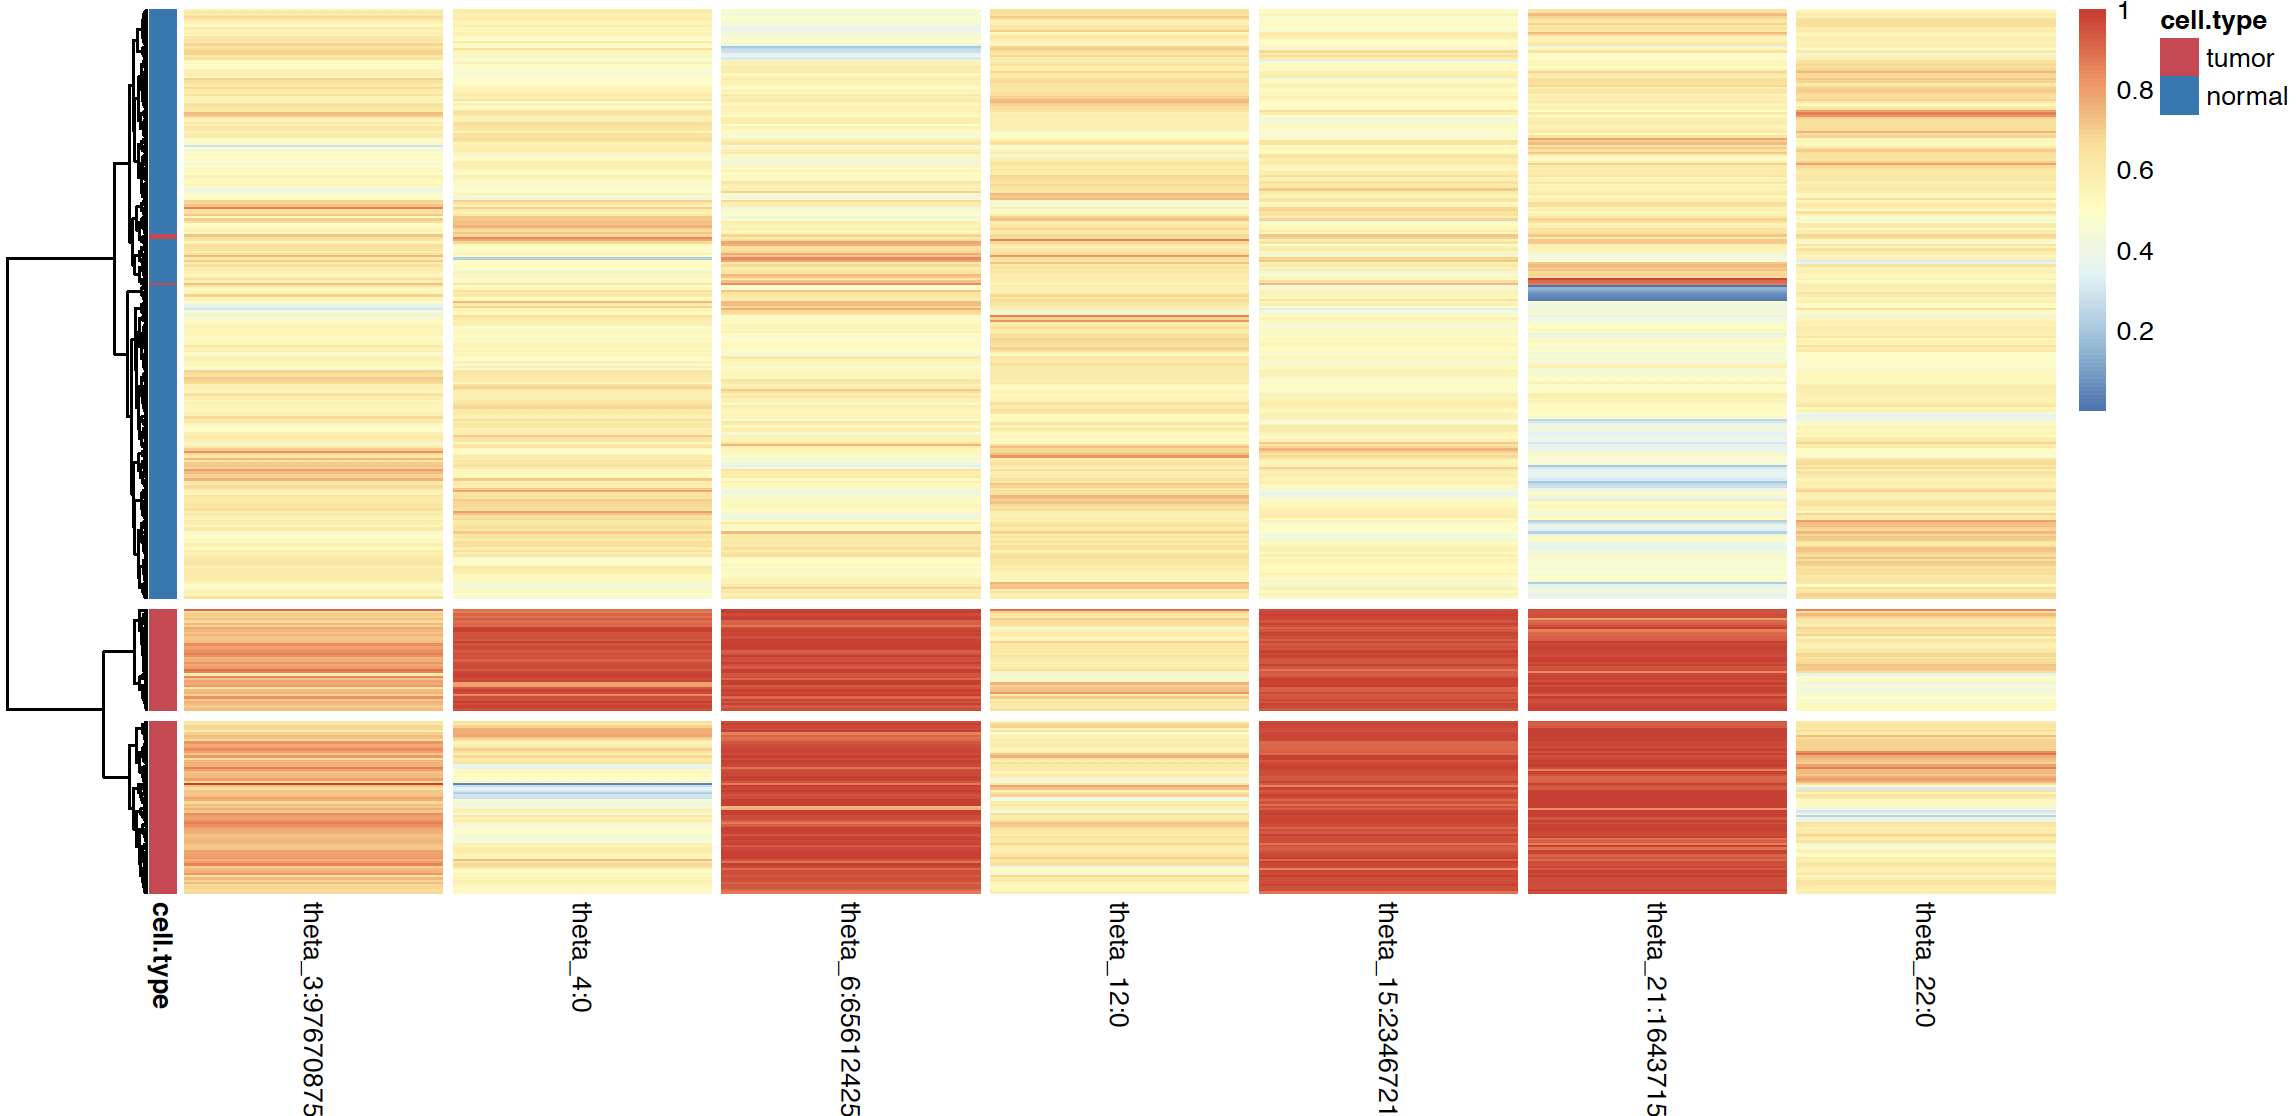 1
0.8
0.6
0.4
0.2
cell.type
tumor
normal
cell.type
theta_3:97670875
theta_4:0
theta_6:65612425
theta_12:0
theta_15:2346721
theta_21:1643715
theta_22:0